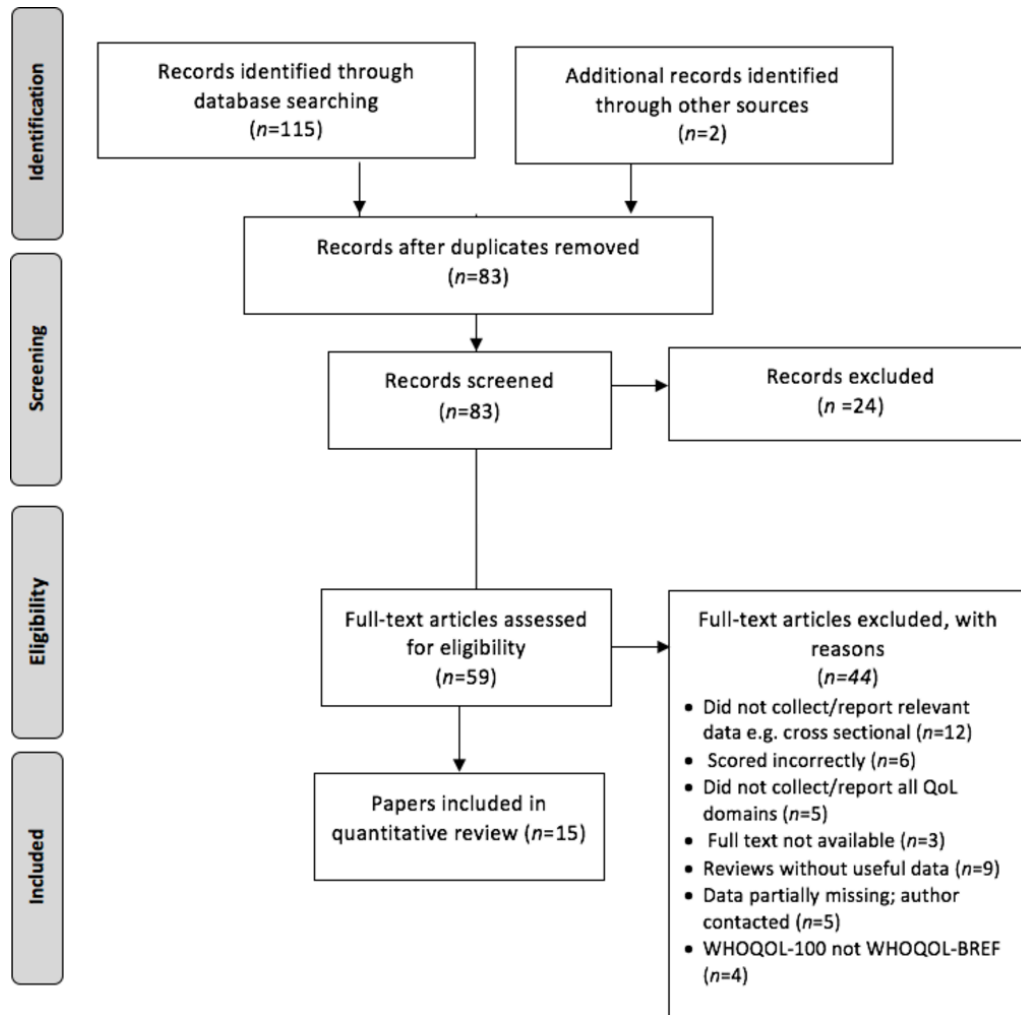 Identification
Records identified through
database searching
(n=115)
Additional records identified
through other sources
(n=2)
Records after duplicates removed
(n=83)
Screening
Records screened
(n=83)
Records excluded
(n =24)
Eligibility
Full-text articles assessed
for eligibility
(n=59)
Full-text articles excluded, with
reasons
(n=44)
• Did not collect/report relevant
data e.g. cross sectional (n=12)
• Scored incorrectly (n=6)
• Did not collect/report all QoL
domains (n=5)
• Full text not available (n=3)
• Reviews without useful data (n=9)
• Data partially missing; author
contacted (n=5)
• WHOQOL-100 not WHOQOL-BREF
(n=4)
Included
Papers included in
quantitative review (n=15)